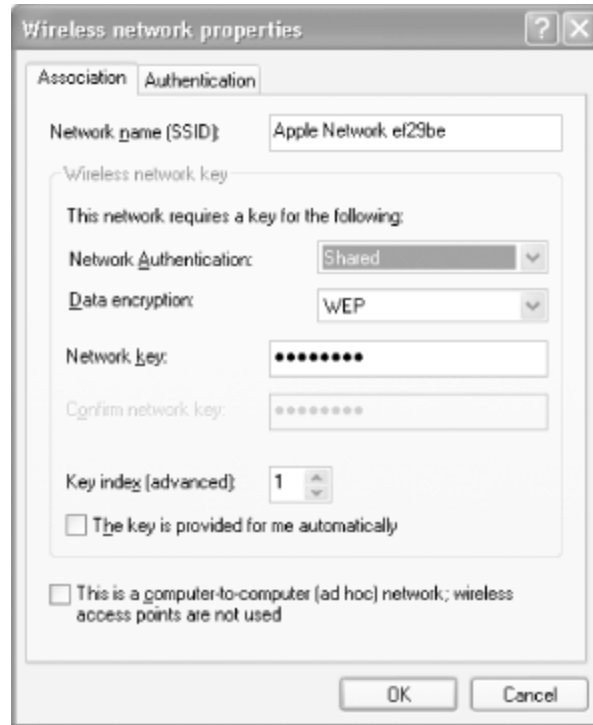 Wireless network properties
Association Authentication
Network name (SSID): Apple Network ef29be
Wireless network key
This network requires a key for the following:
Network Authentication: Shared
Data encryption: WEP
Network key: ••••••••
Confirm network key: ••••••••
Key index (advanced): 1
The key is provided for me automatically
This is a computer-to-computer (ad hoc) network; wireless
access points are not used
OK Cancel